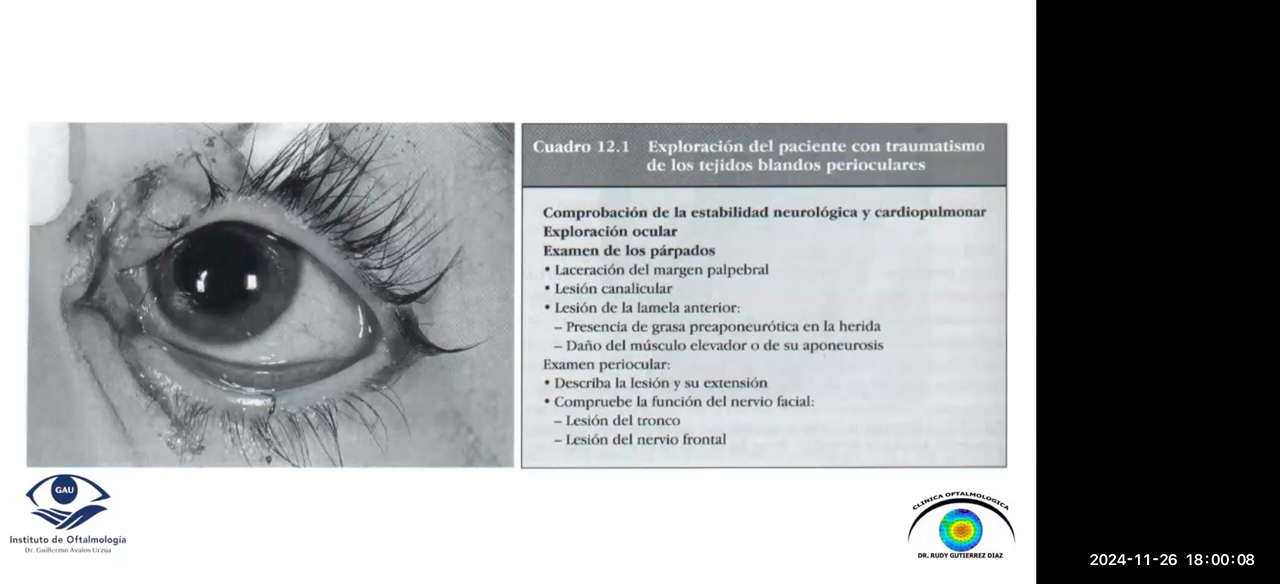 Cuadro 12.1 Exploración del paciente con traumatismo
de los tejidos blandos perioculares
Comprobación de la estabilidad neurológica y cardiopulmonar
Exploración ocular
Examen de los párpados
• Laceración del margen palpebral
• Lesión canalicular
• Lesión de la lamela anterior:
– Presencia de grasa preaponeurótica en la herida
– Daño del músculo elevador o de su aponeurosis
Examen periocular:
• Describa la lesión y su extensión
• Compruebe la función del nervio facial:
– Lesión del tronco
– Lesión del nervio frontal
GAU
Instituto de Oftalmología
Dr. Guillermo Avalos Urzua
CLINICA OFTALMOLOGICA
DR. RUDY GUTIERREZ DIAZ
2024-11-26 18:00:08